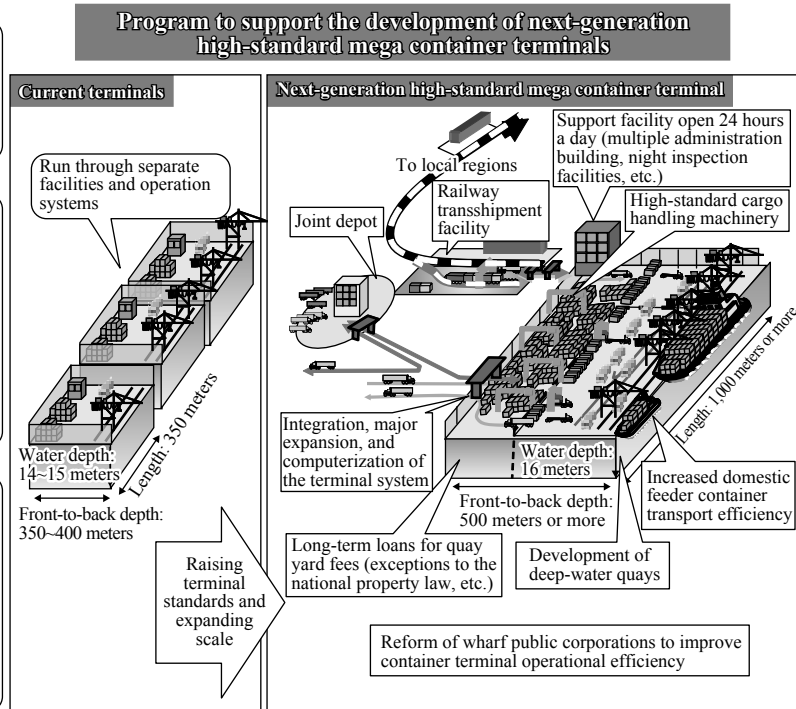 Program to support the development of next-generation
high-standard mega container terminals
Current terminals
Run through separate
facilities and operation
systems
Water depth:
14~15 meters
Length: 350 meters
Front-to-back depth:
350~400 meters
Raising
terminal
standards and
expanding
scale
Next-generation high-standard mega container terminal
To local regions
Support facility open 24 hours
a day (multiple administration
building, night inspection
facilities, etc.)
Joint depot
Railway
transshipment
facility
High-standard cargo
handling machinery
Integration, major
expansion, and
computerization of
the terminal system
Water depth:
16 meters
Length: 1,000 meters or more
Front-to-back depth:
500 meters or more
Increased domestic
feeder container
transport efficiency
Long-term loans for quay
yard fees (exceptions to the
national property law, etc.)
Development of
deep-water quays
Reform of wharf public corporations to improve
container terminal operational efficiency